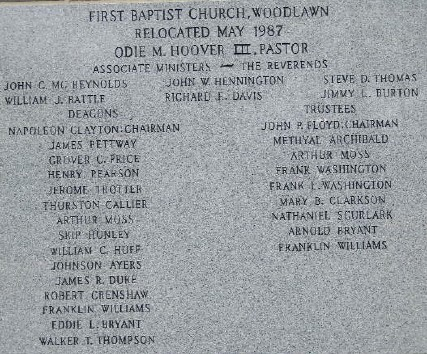 FIRST BAPTIST CHURCH, WOODLAWN
RELOCATED MAY 1987
ODIE M. HOOVER III, PASTOR
ASSOCIATE MINISTERS — THE REVERENDS
JOHN C. MC REYNOLDS JOHN W. HENNINGTON STEVE D. THOMAS
WILLIAM J. BATTLE RICHARD F. DAVIS JIMMY L. BURTON
DEACONS
NAPOLEON CLAYTON: CHAIRMAN
JAMES PETTWAY
GROVER C. PRICE
HENRY PEARSON
JEROME TROTTER
THURSTON CALLIER
ARTHUR MOSS
SKIP HUNLEY
WILLIAM C. HUFF
JOHNSON AYERS
JAMES R. DUKE
ROBERT CRENSHAW
FRANKLIN WILLIAMS
EDDIE L. BRYANT
WALKER T. THOMPSON
TRUSTEES
JOHN P. FLOYD: CHAIRMAN
METHYAL ARCHIBALD
ARTHUR MOSS
FRANK WASHINGTON
FRANK L. WASHINGTON
MARY B. CLARKSON
NATHANIEL SCURLARK
ARNOLD BRYANT
FRANKLIN WILLIAMS